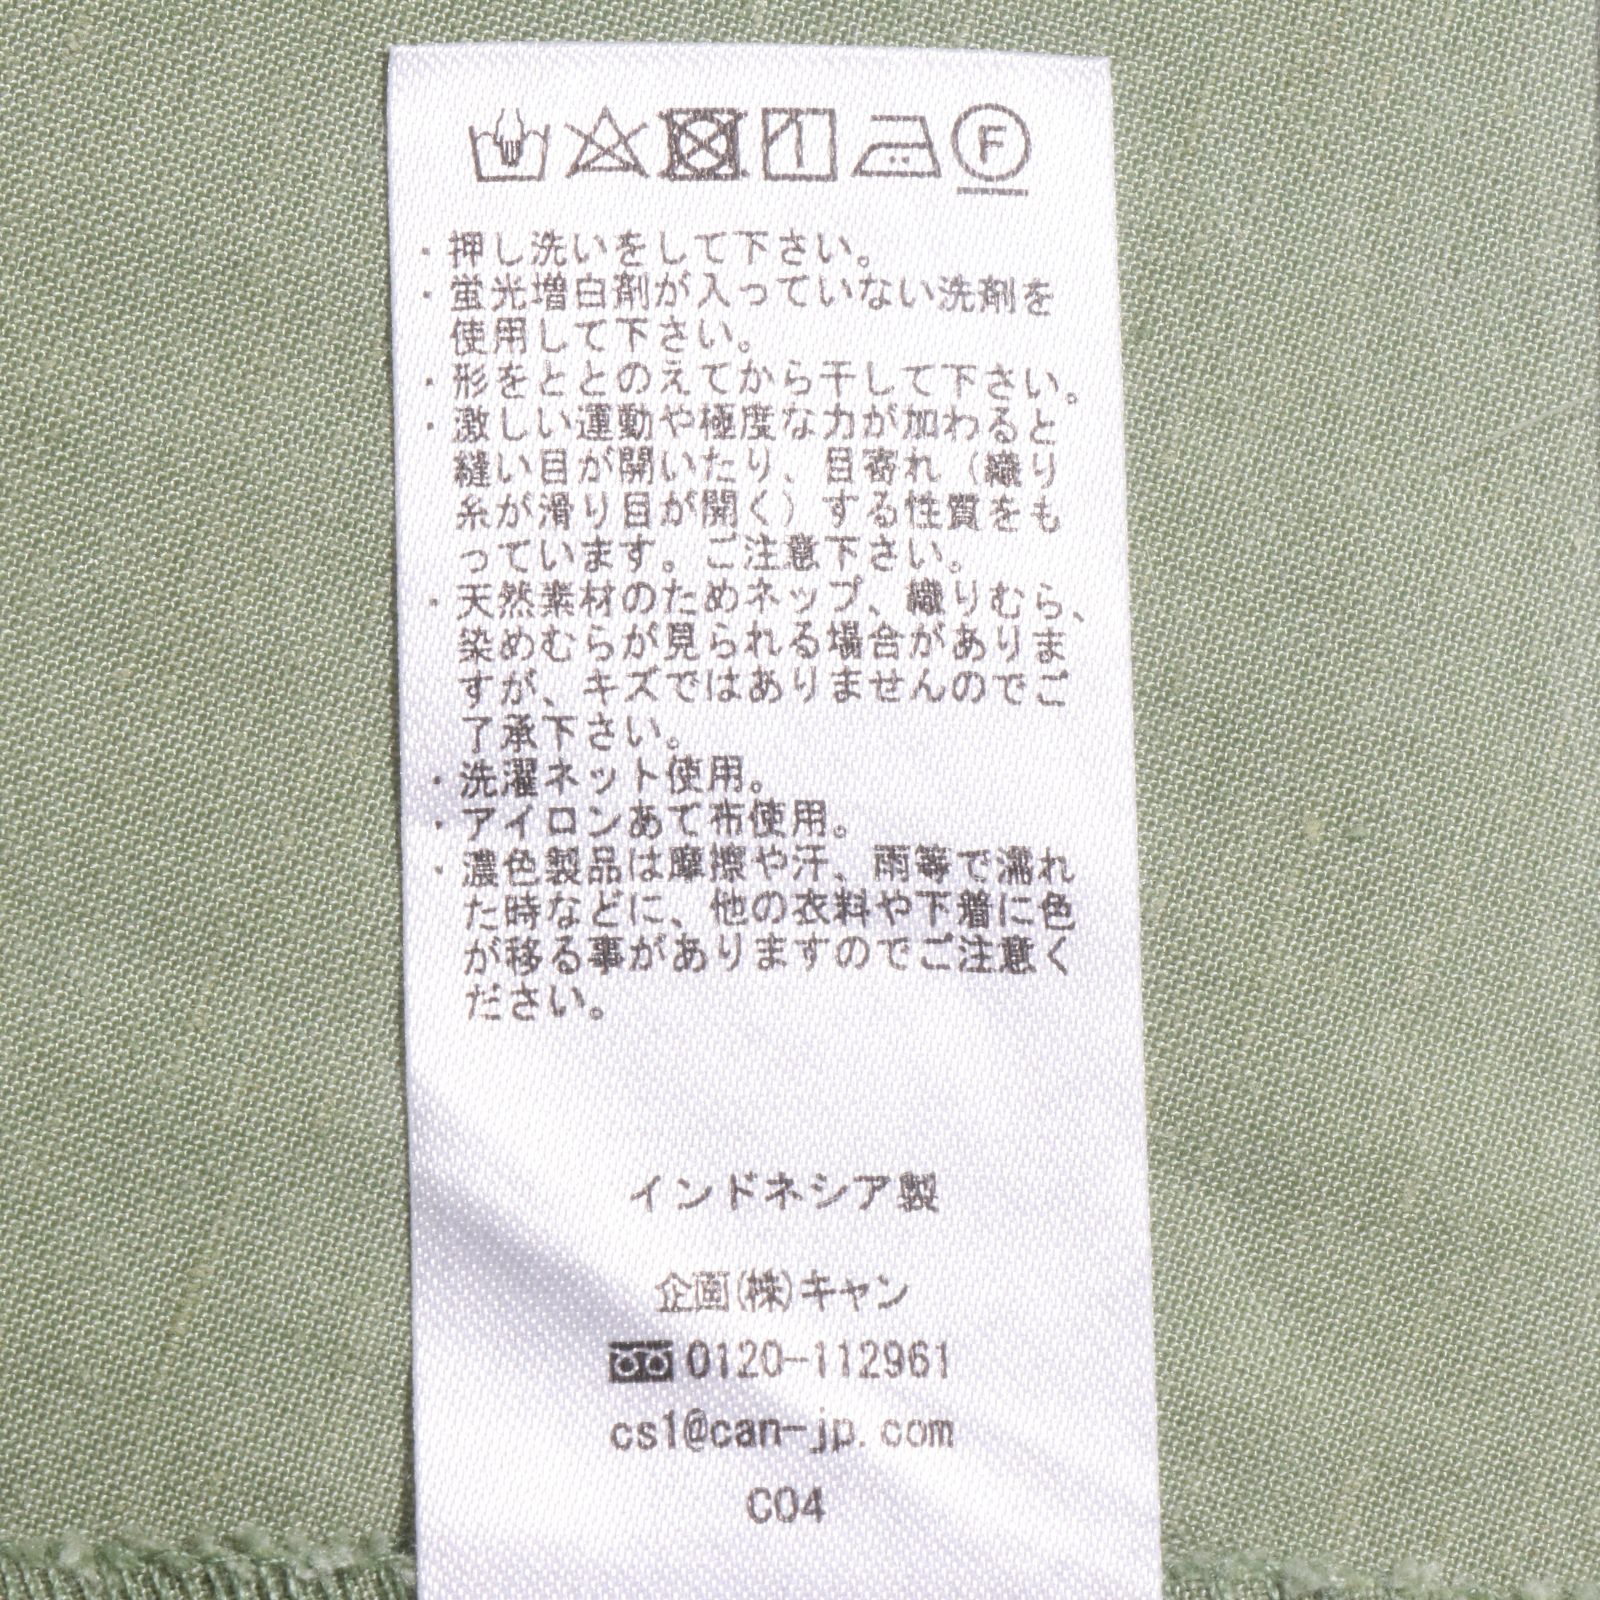 ・押し洗いをして下さい。
・蛍光増白剤が入っていない洗剤を
使用して下さい。
・形をととのえてから干して下さい。
・激しい運動や極度な力が加わると
縫い目が開いたり、目寄れ（織り
糸が滑り目が開く）する性質をも
っています。ご注意下さい。
・天然素材のためネップ、織りむら、
染めむらが見られる場合がありま
すが、キズではありませんのでご
了承下さい。
・洗濯ネット使用。
・アイロンあて布使用。
・濃色製品は摩擦や汗、雨等で濡れ
た時などに、他の衣料や下着に色
が移る事がありますのでご注意く
ださい。
インドネシア製
企画(株)キャン
0120-112961
cs1@can-jp.com
C04